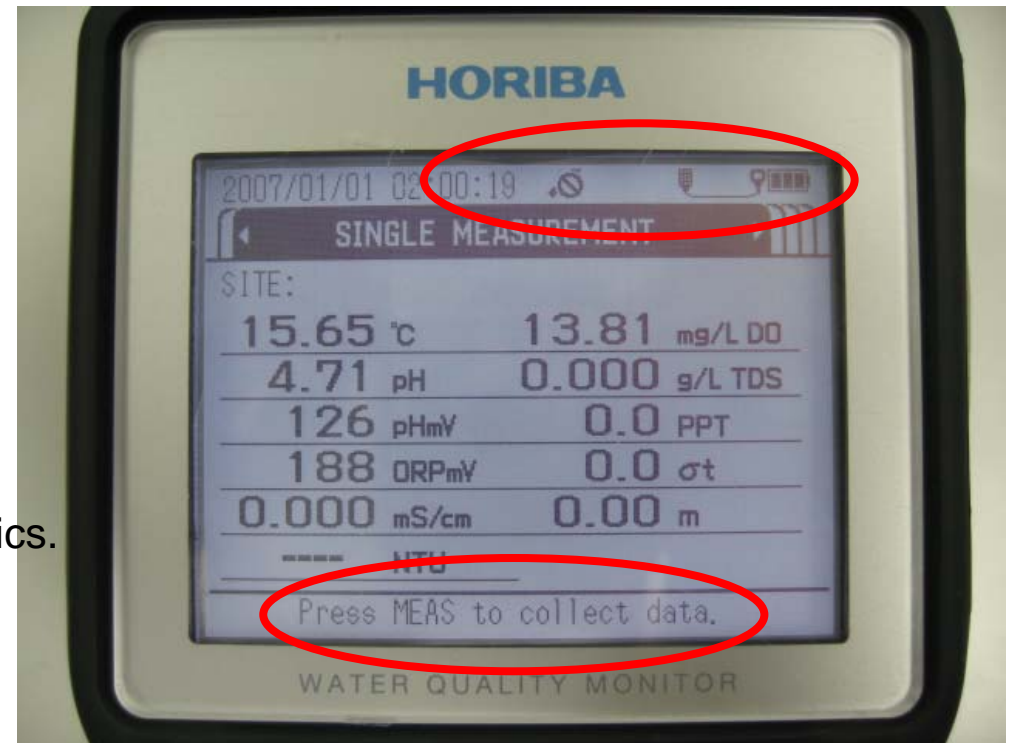 HORIBA
2007/01/01 02:00:19
SINGLE MEASUREMENT
SITE:
15.65 ℃ 13.81 mg/L DO
4.71 pH 0.000 g/L TDS
126 pHmV 0.0 PPT
188 ORPmV 0.0 σt
0.000 mS/cm 0.00 m
ics.
---- NTU
Press MEAS to collect data.
WATER QUALITY MONITOR